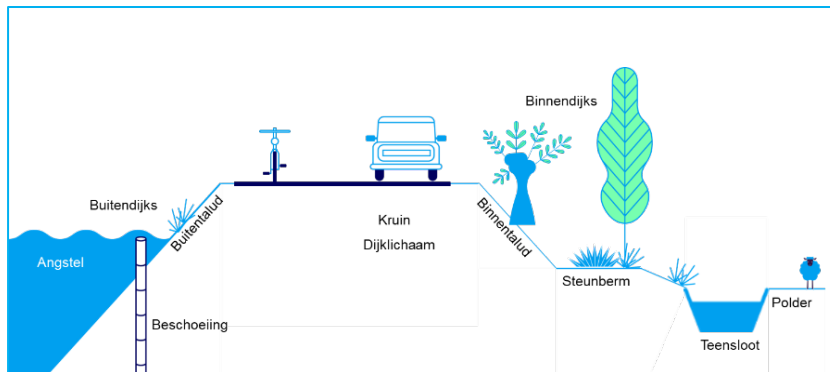 Binnendijks
Buitendijks
Buitentalud
Kruin
Dijklichaam
Binnentalud
Angstel
Steunberm
Polder
Beschoeiing
Teensloot